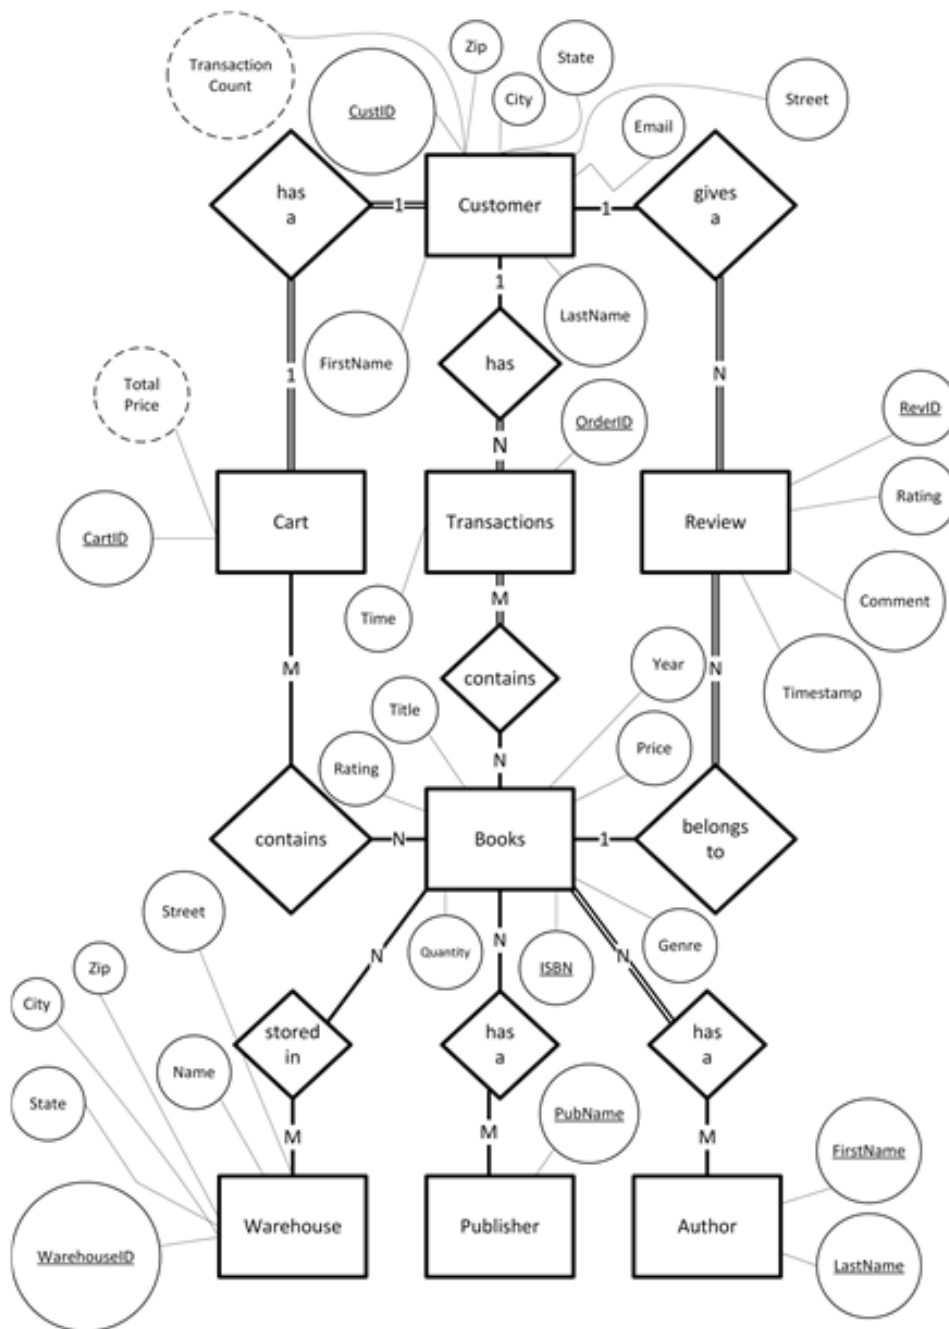 Transaction
Count
Zip
State
City
Street
CustID
Email
has
a
1
Customer
1
gives
a
1
FirstName
LastName
has
1
N
Total
Price
N
OrderID
RevID
Rating
CartID
Cart
Transactions
Review
Time
M
Comment
M
contains
Year
N
Timestamp
Title
Price
Rating
N
contains
N
Books
1
belongs
to
Street
N
Quantity
N
ISBN
N
Genre
Zip
City
stored
in
has
a
has
a
Name
State
PubName
M
M
M
FirstName
WarehouseID
Warehouse
Publisher
Author
LastName